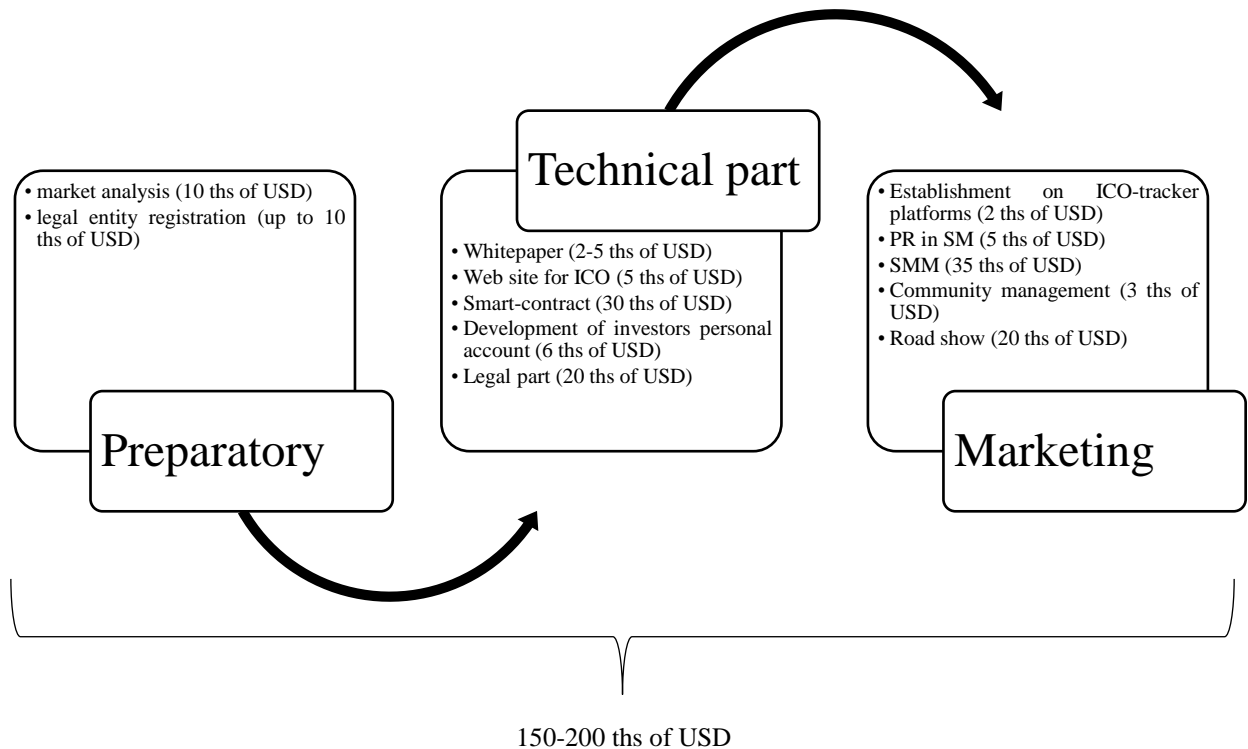 • market analysis (10 ths of USD)
• legal entity registration (up to 10
ths of USD)
Preparatory
Technical part
• Whitepaper (2-5 ths of USD)
• Web site for ICO (5 ths of USD)
• Smart-contract (30 ths of USD)
• Development of investors personal
account (6 ths of USD)
• Legal part (20 ths of USD)
• Establishment on ICO-tracker
platforms (2 ths of USD)
• PR in SM (5 ths of USD)
• SMM (35 ths of USD)
• Community management (3 ths of
USD)
• Road show (20 ths of USD)
Marketing
150-200 ths of USD